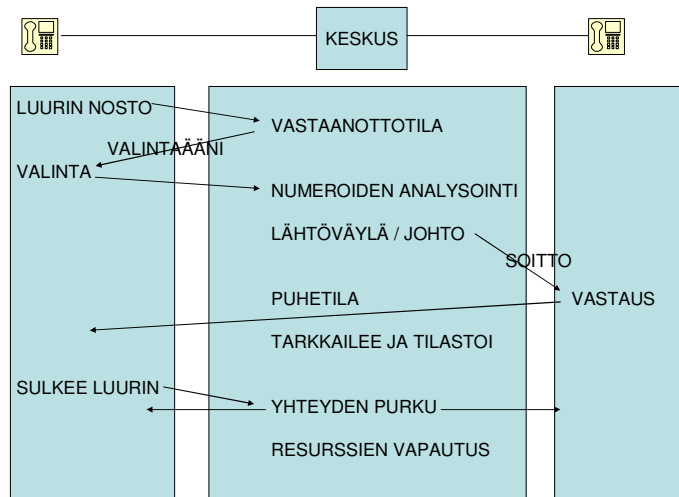 KESKUS
LUURIN NOSTO
VASTAANOTTOTILA
VALINTAÄÄNI
VALINTA
NUMEROIDEN ANALYSOINTI
LÄHTÖVÄYLÄ / JOHTO
SOITTO
PUHETILA
VASTAUS
TARKKAILEE JA TILASTOI
SULKEE LUURIN
YHTEYDEN PURKU
RESURSSIEN VAPAUTUS